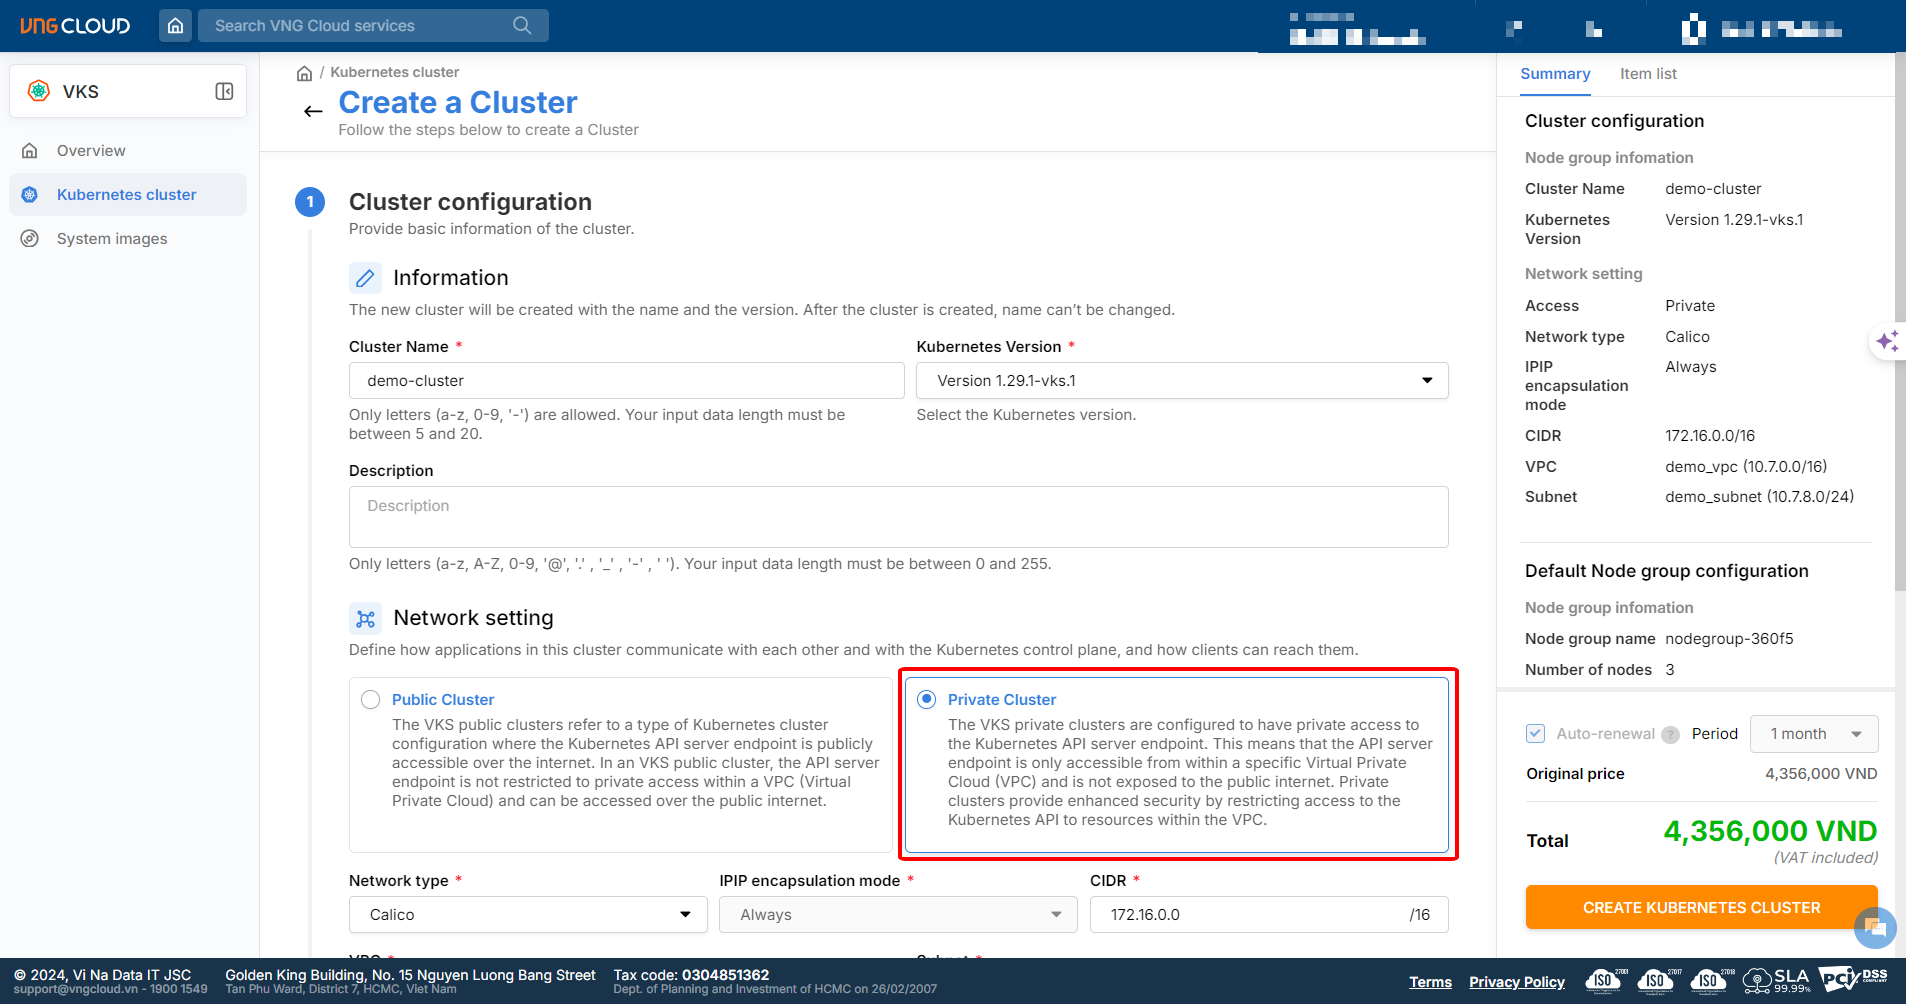 VNG CLOUD
Search VNG Cloud services
VKS
Overview
Kubernetes cluster
System images
/ Kubernetes cluster
Create a Cluster
Follow the steps below to create a Cluster
1
Cluster configuration
Provide basic information of the cluster.
Information
The new cluster will be created with the name and the version. After the cluster is created, name can’t be changed.
Cluster Name *
Kubernetes Version *
demo-cluster
Version 1.29.1-vks.1
Only letters (a-z, 0-9, '-') are allowed. Your input data length must be
between 5 and 20.
Select the Kubernetes version.
Description
Description
Only letters (a-z, A-Z, 0-9, '@', '.' , '_' , '-' , ' '). Your input data length must be between 0 and 255.
Network setting
Define how applications in this cluster communicate with each other and with the Kubernetes control plane, and how clients can reach them.
Public Cluster
The VKS public clusters refer to a type of Kubernetes cluster
configuration where the Kubernetes API server endpoint is publicly
accessible over the internet. In an VKS public cluster, the API server
endpoint is not restricted to private access within a VPC (Virtual
Private Cloud) and can be accessed over the public internet.
Private Cluster
The VKS private clusters are configured to have private access to
the Kubernetes API server endpoint. This means that the API server
endpoint is only accessible from within a specific Virtual Private
Cloud (VPC) and is not exposed to the public internet. Private
clusters provide enhanced security by restricting access to the
Kubernetes API to resources within the VPC.
Network type *
IPIP encapsulation mode *
CIDR *
Calico
Always
172.16.0.0
/16
Summary
Item list
Cluster configuration
Node group infomation
Cluster Name demo-cluster
Kubernetes Version 1.29.1-vks.1
Version
Network setting
Access Private
Network type Calico
IPIP Always
encapsulation
mode
CIDR 172.16.0.0/16
VPC demo_vpc (10.7.0.0/16)
Subnet demo_subnet (10.7.8.0/24)
Default Node group configuration
Node group infomation
Node group name nodegroup-360f5
Number of nodes 3
Auto-renewal ? Period 1 month
Original price 4,356,000 VND
Total 4,356,000 VND
(VAT included)
CREATE KUBERNETES CLUSTER
© 2024, Vi Na Data IT JSC
support@vngcloud.vn - 1900 1549
Golden King Building, No. 15 Nguyen Luong Bang Street
Tan Phu Ward, District 7, HCMC, Viet Nam
Tax code: 0304851362
Dept. of Planning and Investment of HCMC on 26/02/2007
Terms
Privacy Policy
ISO 27001
ISO 27017
ISO 27018
SLA
99.99%
PCI DSS
COMPLIANT